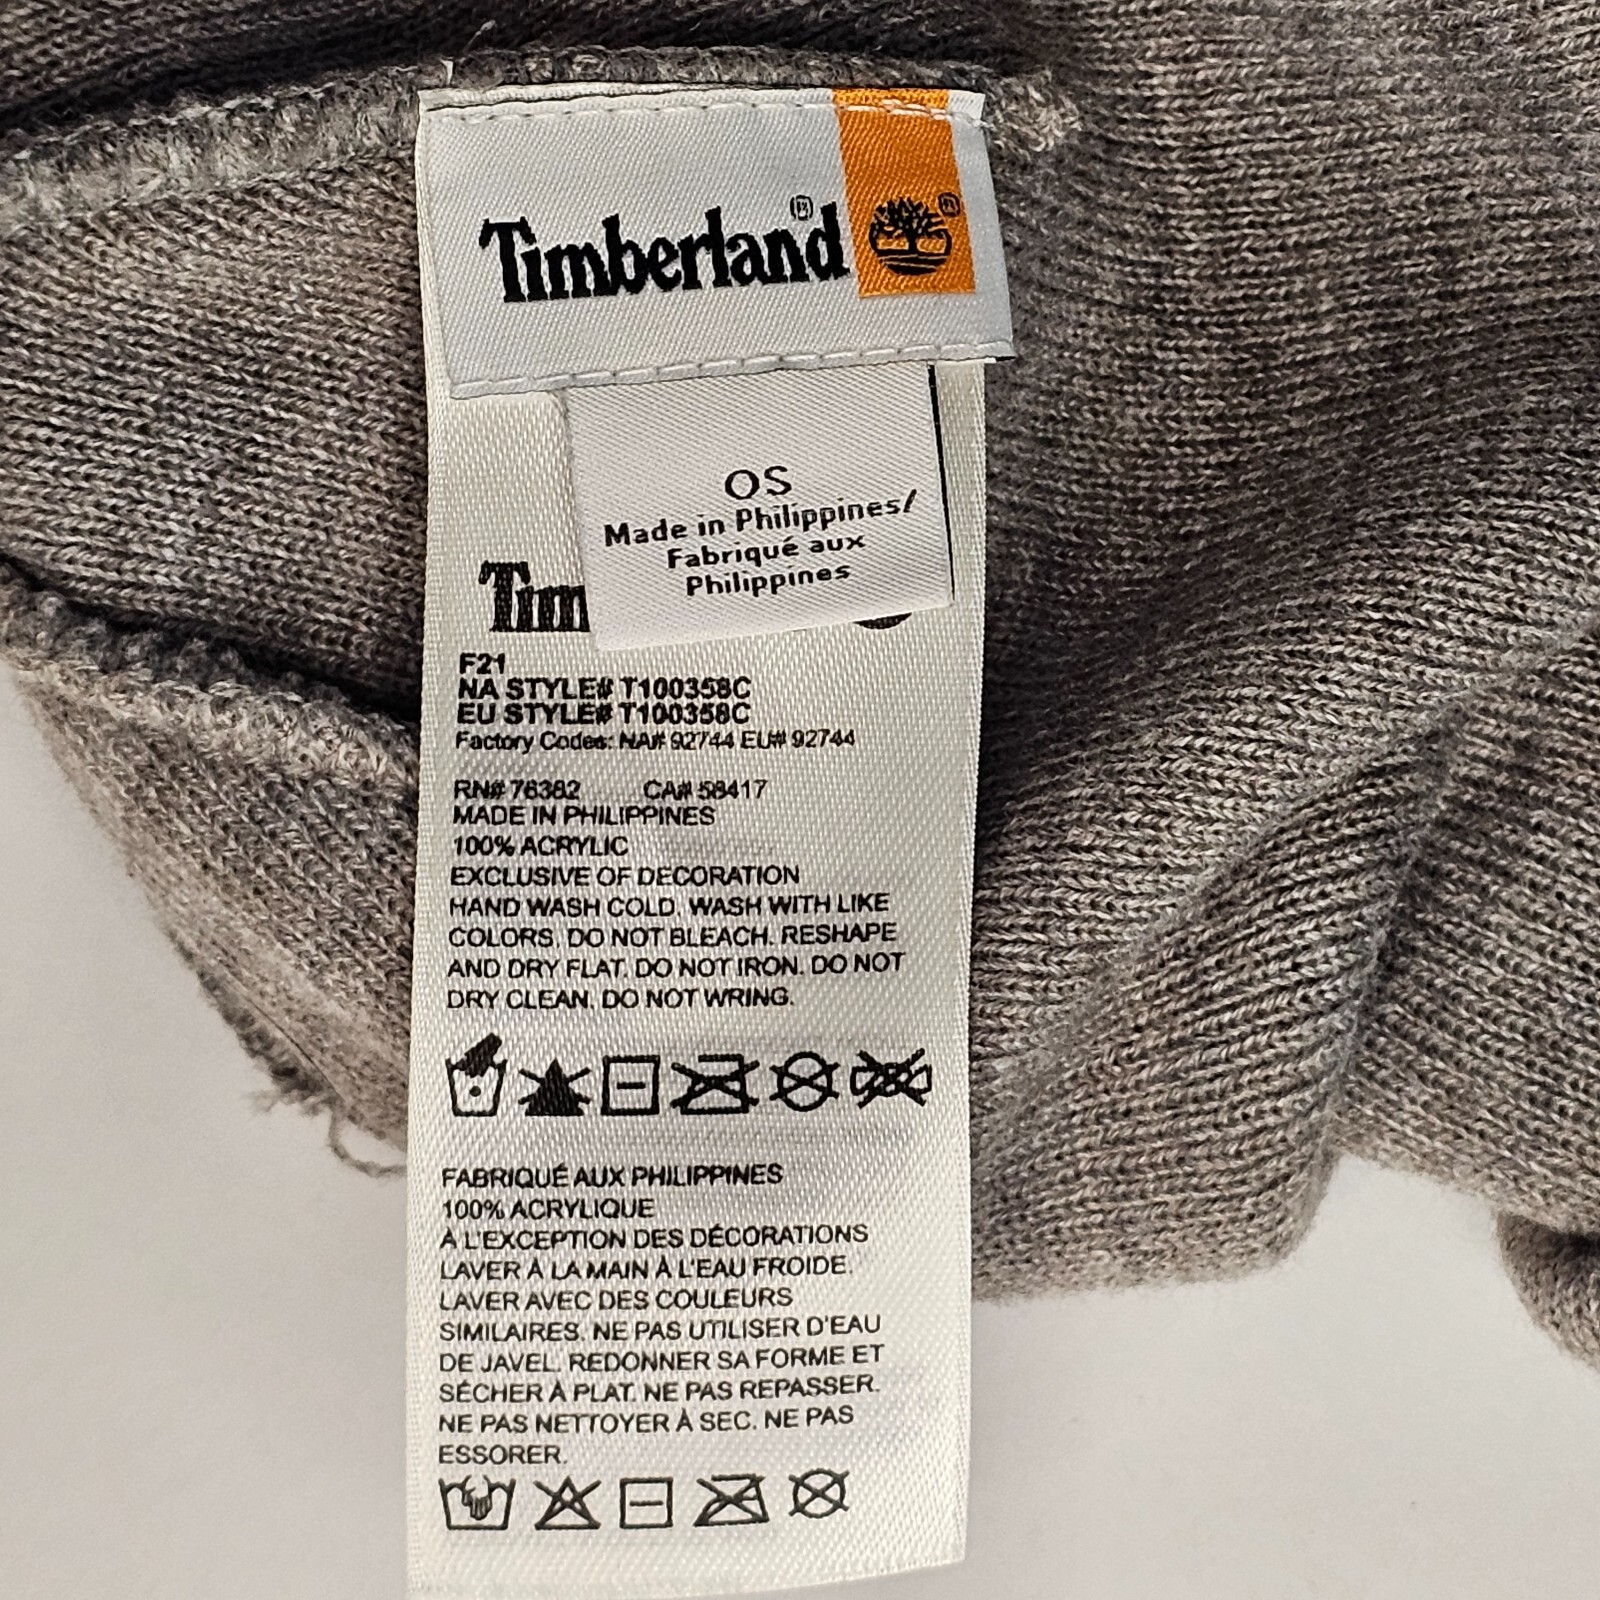 Timberland®
OS
Made in Philippines/
Fabriqué aux
Philippines
Tim
F21
NA STYLE# T100358C
EU STYLE# T100358C
Factory Codes: NA# 92744 EU# 92744
RN# 76382 CA# 58417
MADE IN PHILIPPINES
100% ACRYLIC
EXCLUSIVE OF DECORATION
HAND WASH COLD. WASH WITH LIKE
COLORS. DO NOT BLEACH. RESHAPE
AND DRY FLAT. DO NOT IRON. DO NOT
DRY CLEAN. DO NOT WRING.
FABRIQUÉ AUX PHILIPPINES
100% ACRYLIQUE
À L'EXCEPTION DES DÉCORATIONS
LAVER À LA MAIN À L'EAU FROIDE.
LAVER AVEC DES COULEURS
SIMILAIRES. NE PAS UTILISER D'EAU
DE JAVEL. REDONNER SA FORME ET
SÉCHER À PLAT. NE PAS REPASSER.
NE PAS NETTOYER À SEC. NE PAS
ESSORER.